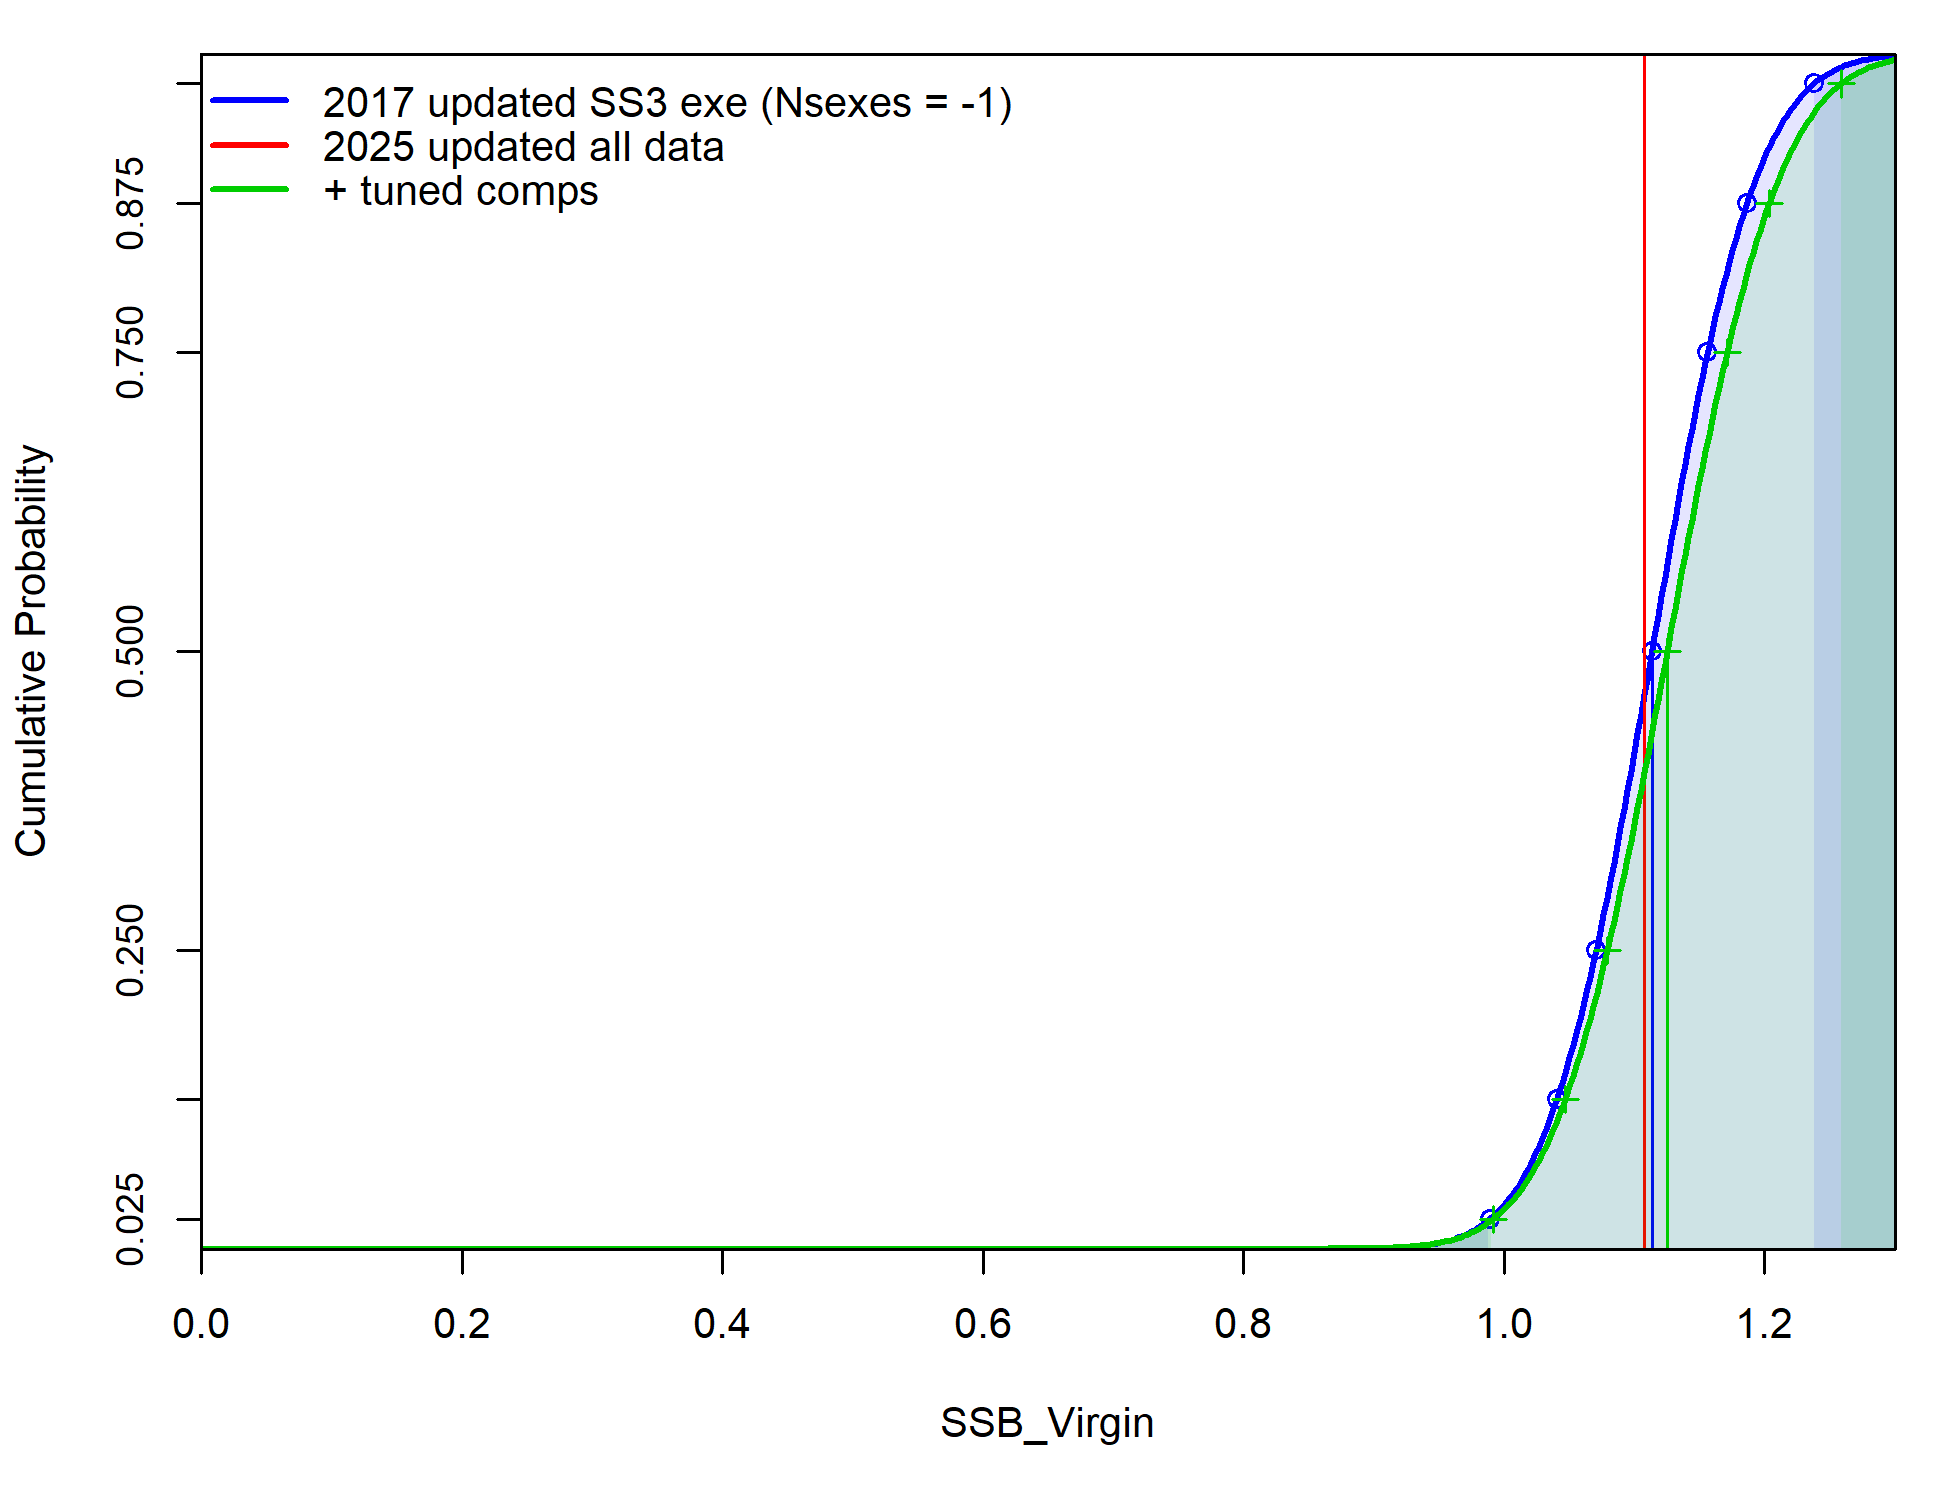 2017 updated SS3 exe (Nsexes = -1)
2025 updated all data
+ tuned comps
Cumulative Probability
0.875
0.750
0.500
0.250
0.025
0.0 0.2 0.4 0.6 0.8 1.0 1.2
SSB_Virgin